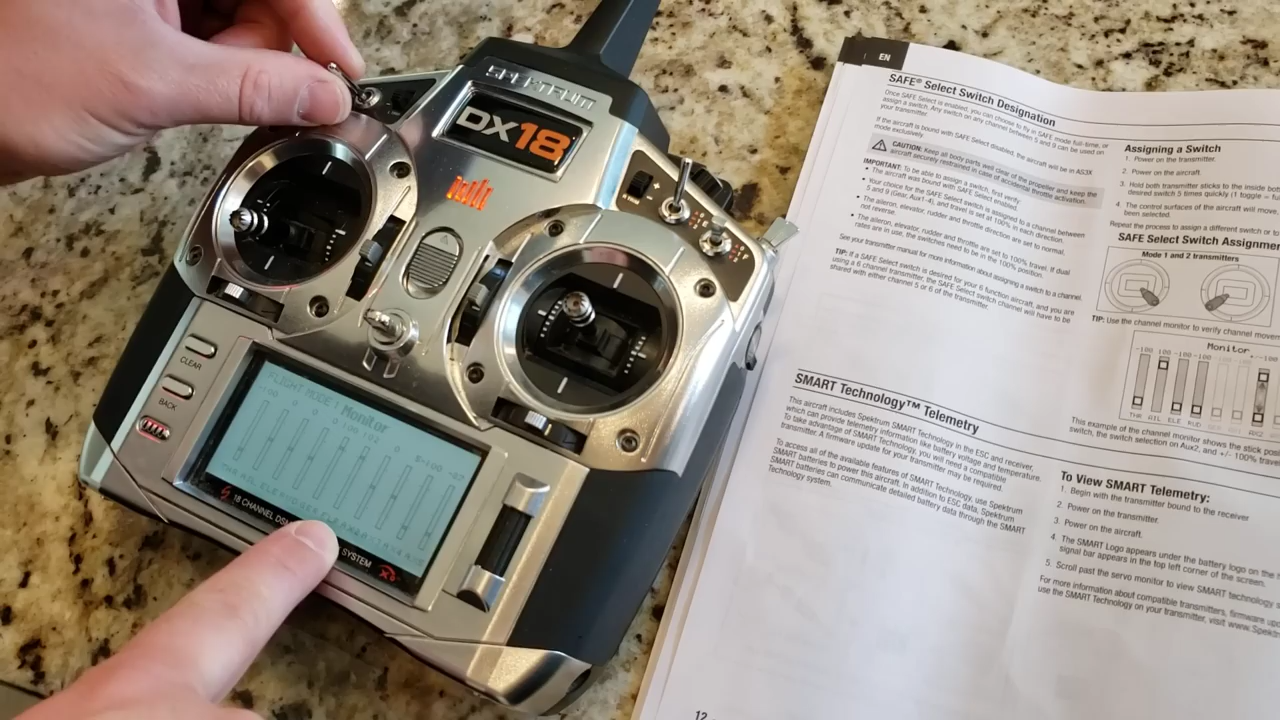 SPEKTRUM
DX18
CLEAR
BACK
FLIGHT MODE 1 Monitor
18 CHANNEL DS
SYSTEM
EN
SAFE® Select Switch Designation
Once SAFE Select is enabled, you can choose to fly in SAFE mode full-time, or
assign a switch. Any switch on any channel between 5 and 9 can be used on
your transmitter.
If the aircraft is bound with SAFE Select disabled, the aircraft will be in AS3X
mode exclusively.
CAUTION: Keep all body parts well clear of the propeller and keep the
aircraft securely restrained in case of accidental throttle activation.
IMPORTANT: To be able to assign a switch, first verify:
• The aircraft was bound with SAFE Select enabled.
• Your choice for the SAFE Select switch is assigned to a channel between
5 and 9 (Gear, Aux1-4), and travel is set at 100% in each direction.
• The aileron, elevator, rudder and throttle direction are set to normal,
not reverse.
• The aileron, elevator, rudder and throttle are set to 100% travel. If dual
rates are in use, the switches need to be in the 100% position.
See your transmitter manual for more information about assigning a switch to a channel.
TIP: If a SAFE Select switch is desired for your 6 function aircraft, and you are
using a 6 channel transmitter, the SAFE Select switch channel will have to be
shared with either channel 5 or 6 of the transmitter.
Assigning a Switch
1. Power on the transmitter.
2. Power on the aircraft.
3. Hold both transmitter sticks to the inside bo
desired switch 5 times quickly (1 toggle = fu
4. The control surfaces of the aircraft will move,
been selected.
Repeat the process to assign a different switch or to
SAFE Select Switch Assignme
Mode 1 and 2 transmitters
TIP: Use the channel monitor to verify channel move
Monitor
-100 100 -100 -100
THR AIL ELE RUD
AX2
This example of the channel monitor shows the stick posi
switch, the switch selection on Aux2, and +/- 100% trave
SMART Technology™ Telemetry
This aircraft includes Spektrum SMART Technology in the ESC and receiver,
which can provide telemetry information like battery voltage and temperature.
To take advantage of SMART Technology, you will need a compatible
transmitter. A firmware update for your transmitter may be required.
To access all of the available features of SMART Technology, use Spektrum
SMART batteries to power this aircraft. In addition to ESC data, Spektrum
SMART batteries can communicate detailed battery data through the SMART
Technology system.
To View SMART Telemetry:
1. Begin with the transmitter bound to the receiver
2. Power on the transmitter.
3. Power on the aircraft.
4. The SMART Logo appears under the battery logo on the
signal bar appears in the top left corner of the screen.
5. Scroll past the servo monitor to view SMART technology
For more information about compatible transmitters, firmware upd
use the SMART Technology on your transmitter, visit www.Spek
12